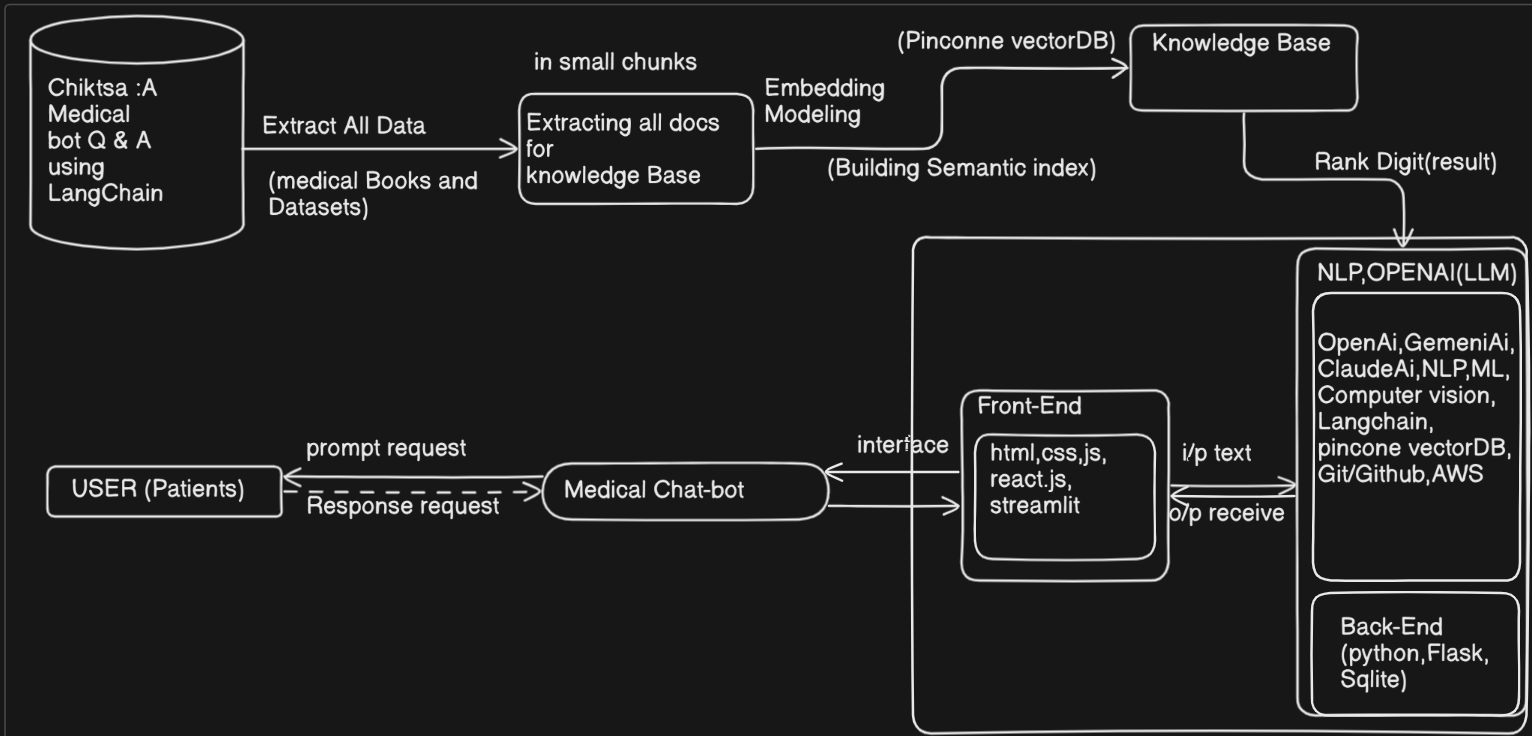 Chiktsa :A
Medical
bot Q & A
using
LangChain
Extract All Data
(medical Books and
Datasets)
in small chunks
Extracting all docs
for
knowledge Base
Embedding
Modeling
(Building Semantic index)
(Pinconne vectorDB)
Knowledge Base
Rank Digit(result)
NLP,OPENAI(LLM)
OpenAi,GemeniAi,
ClaudeAi,NLP,ML,
Computer vision,
Langchain,
pincone vectorDB,
Git/Github,AWS
Back-End
(python,Flask,
Sqlite)
Front-End
html,css,js,
react.js,
streamlit
i/p text
o/p receive
interface
Medical Chat-bot
prompt request
Response request
USER (Patients)